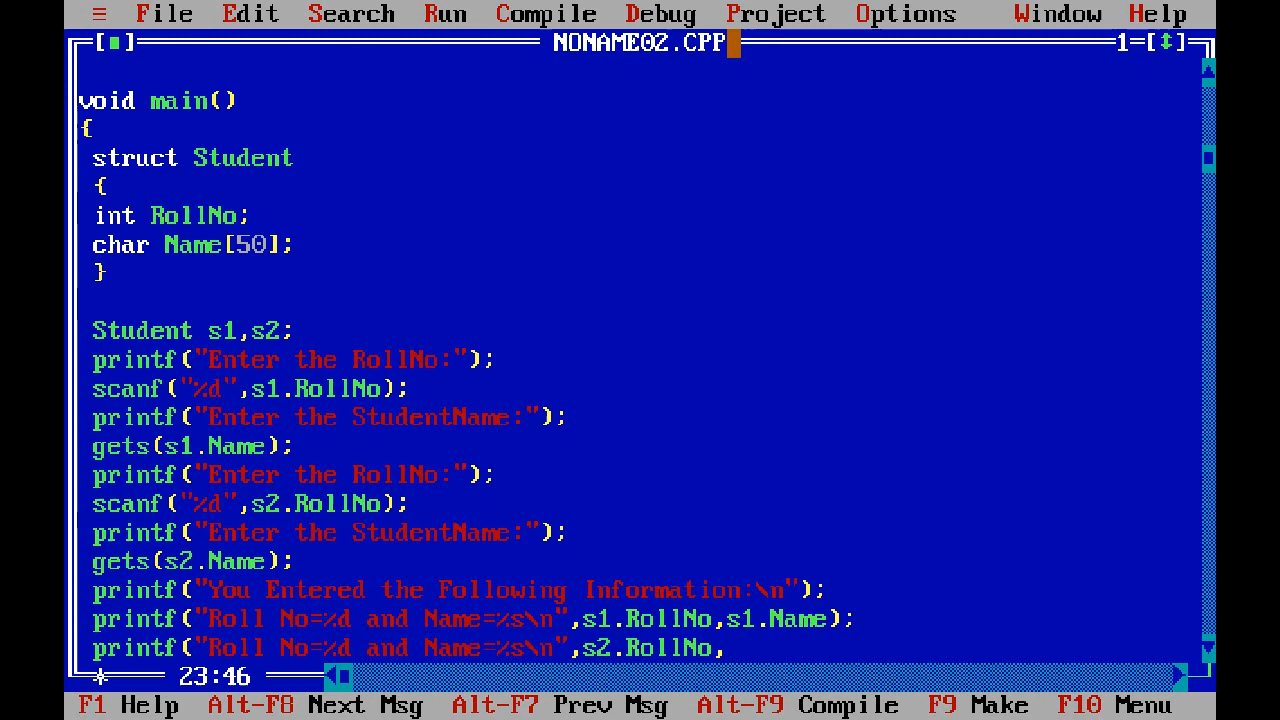 ≡ File Edit Search Run Compile Debug Project Options Window Help
[■] NONAME02.CPP 1=[↕]
void main()
{
struct Student
{
int RollNo;
char Name[50];
}
Student s1,s2;
printf("Enter the RollNo:");
scanf("%d",s1.RollNo);
printf("Enter the StudentName:");
gets(s1.Name);
printf("Enter the RollNo:");
scanf("%d",s2.RollNo);
printf("Enter the StudentName:");
gets(s2.Name);
printf("You Entered the Following Information:\n");
printf("Roll No=%d and Name=%s\n",s1.RollNo,s1.Name);
printf("Roll No=%d and Name=%s\n",s2.RollNo,
23:46
F1 Help Alt-F8 Next Msg Alt-F7 Prev Msg Alt-F9 Compile F9 Make F10 Menu